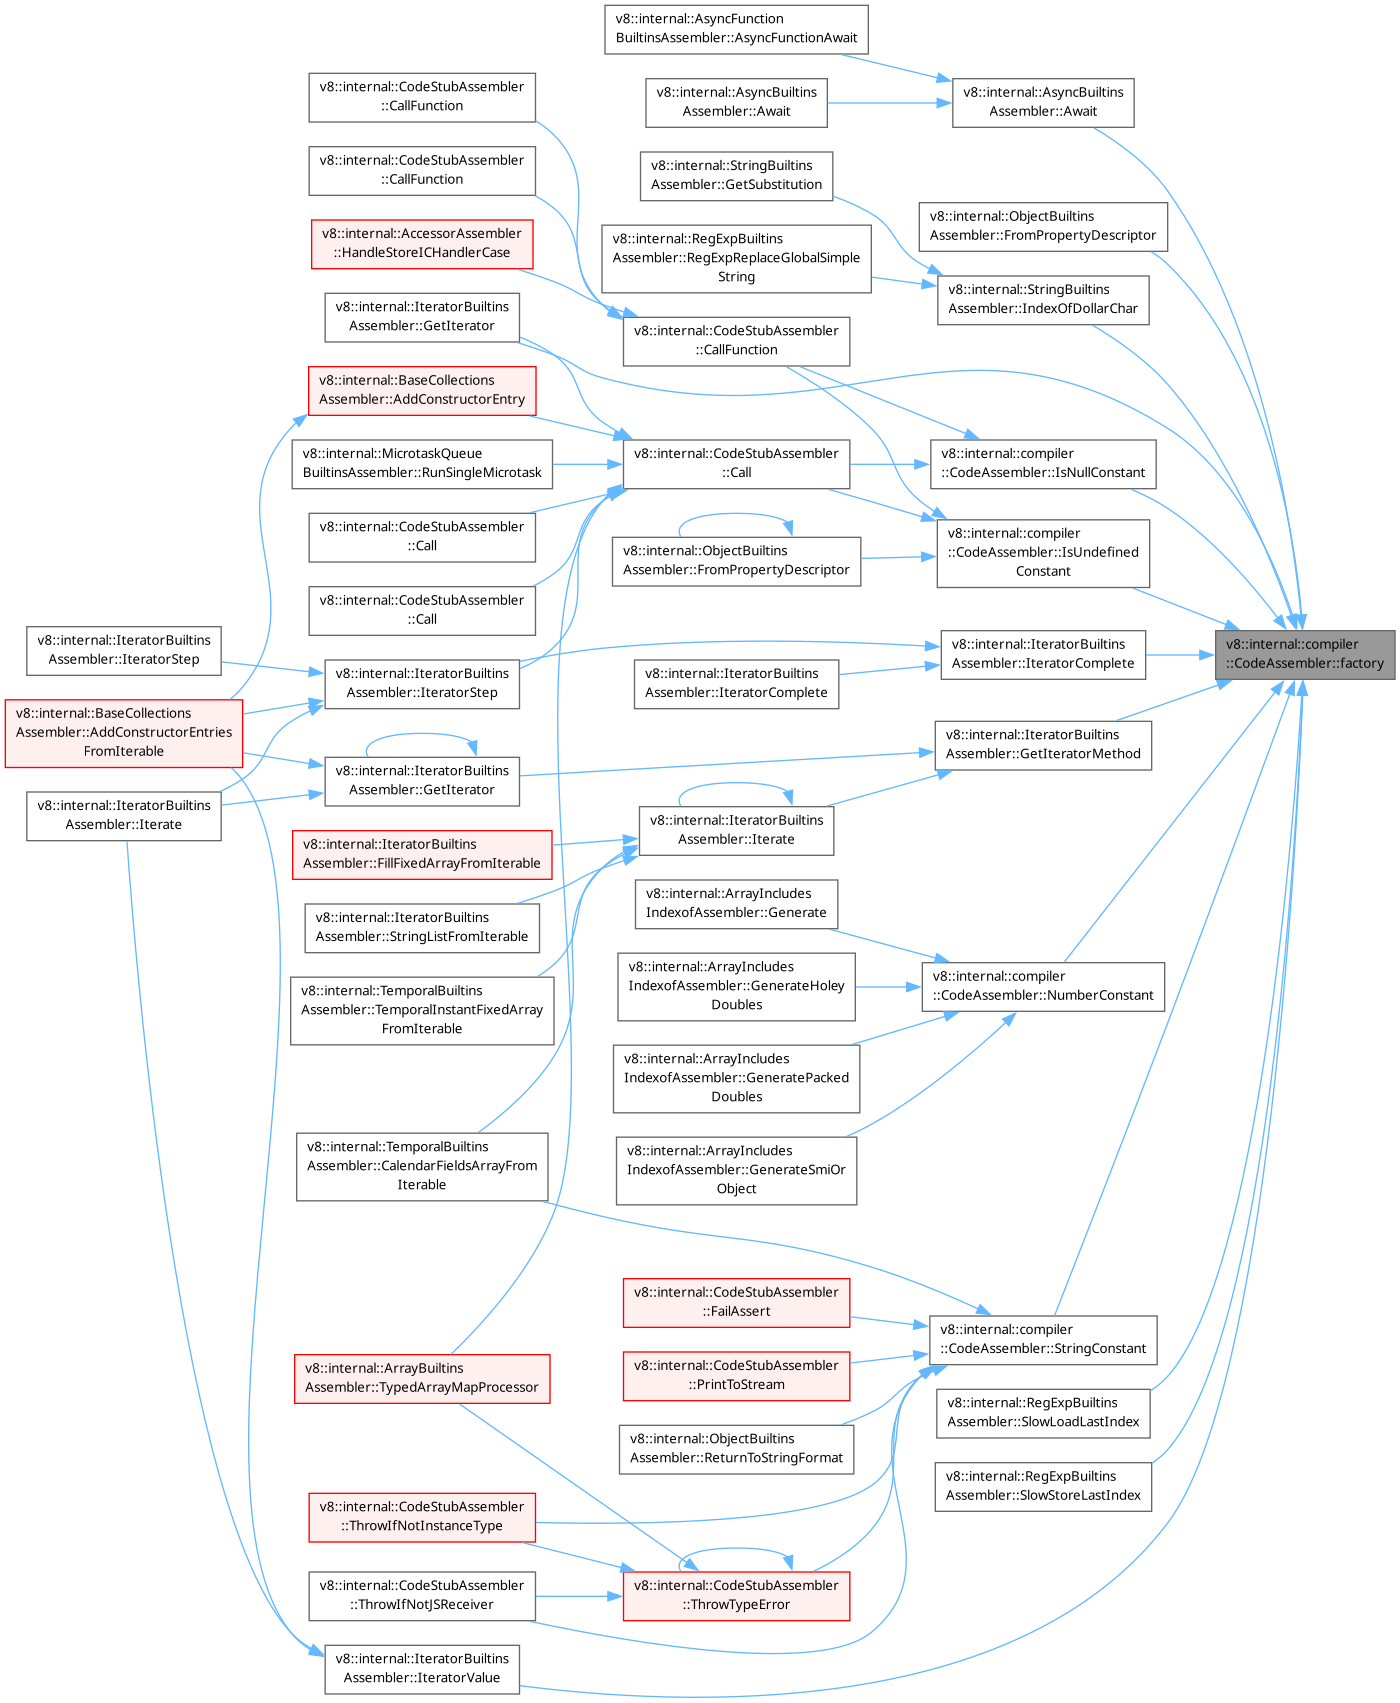 v8::internal::AsyncFunction
BuiltinsAssembler::AsyncFunctionAwait
v8::internal::CodeStubAssembler
::CallFunction
v8::internal::AsyncBuiltins
Assembler::Await
v8::internal::AsyncBuiltins
Assembler::Await
v8::internal::CodeStubAssembler
::CallFunction
v8::internal::StringBuiltins
Assembler::GetSubstitution
v8::internal::ObjectBuiltins
Assembler::FromPropertyDescriptor
v8::internal::AccessorAssembler
::HandleStoreICHandlerCase
v8::internal::RegExpBuiltins
Assembler::RegExpReplaceGlobalSimple
String
v8::internal::StringBuiltins
Assembler::IndexOfDollarChar
v8::internal::IteratorBuiltins
Assembler::GetIterator
v8::internal::CodeStubAssembler
::CallFunction
v8::internal::BaseCollections
Assembler::AddConstructorEntry
v8::internal::MicrotaskQueue
BuiltinsAssembler::RunSingleMicrotask
v8::internal::CodeStubAssembler
::Call
v8::internal::compiler
::CodeAssembler::IsNullConstant
v8::internal::CodeStubAssembler
::Call
v8::internal::ObjectBuiltins
Assembler::FromPropertyDescriptor
v8::internal::compiler
::CodeAssembler::IsUndefined
Constant
v8::internal::CodeStubAssembler
::Call
v8::internal::IteratorBuiltins
Assembler::IteratorStep
v8::internal::IteratorBuiltins
Assembler::IteratorStep
v8::internal::IteratorBuiltins
Assembler::IteratorComplete
v8::internal::IteratorBuiltins
Assembler::IteratorComplete
v8::internal::compiler
::CodeAssembler::factory
v8::internal::BaseCollections
Assembler::AddConstructorEntries
FromIterable
v8::internal::IteratorBuiltins
Assembler::GetIterator
v8::internal::IteratorBuiltins
Assembler::GetIteratorMethod
v8::internal::IteratorBuiltins
Assembler::Iterate
v8::internal::IteratorBuiltins
Assembler::Iterate
v8::internal::IteratorBuiltins
Assembler::FillFixedArrayFromIterable
v8::internal::IteratorBuiltins
Assembler::StringListFromIterable
v8::internal::ArrayIncludes
IndexofAssembler::Generate
v8::internal::TemporalBuiltins
Assembler::TemporalInstantFixedArray
FromIterable
v8::internal::ArrayIncludes
IndexofAssembler::GenerateHoley
Doubles
v8::internal::compiler
::CodeAssembler::NumberConstant
v8::internal::ArrayIncludes
IndexofAssembler::GeneratePacked
Doubles
v8::internal::TemporalBuiltins
Assembler::CalendarFieldsArrayFrom
Iterable
v8::internal::ArrayIncludes
IndexofAssembler::GenerateSmiOr
Object
v8::internal::CodeStubAssembler
::FailAssert
v8::internal::compiler
::CodeAssembler::StringConstant
v8::internal::ArrayBuiltins
Assembler::TypedArrayMapProcessor
v8::internal::CodeStubAssembler
::PrintToStream
v8::internal::RegExpBuiltins
Assembler::SlowLoadLastIndex
v8::internal::ObjectBuiltins
Assembler::ReturnToStringFormat
v8::internal::RegExpBuiltins
Assembler::SlowStoreLastIndex
v8::internal::CodeStubAssembler
::ThrowIfNotInstanceType
v8::internal::CodeStubAssembler
::ThrowIfNotJSReceiver
v8::internal::CodeStubAssembler
::ThrowTypeError
v8::internal::IteratorBuiltins
Assembler::IteratorValue